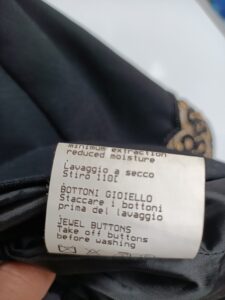 minimum extraction
reduced moisture
Lavaggio a secco
Stiro 110C
BOTTONI GIOIELLO
Staccare i bottoni
prima del lavaggio
JEWEL BUTTONS
Take off buttons
before washing